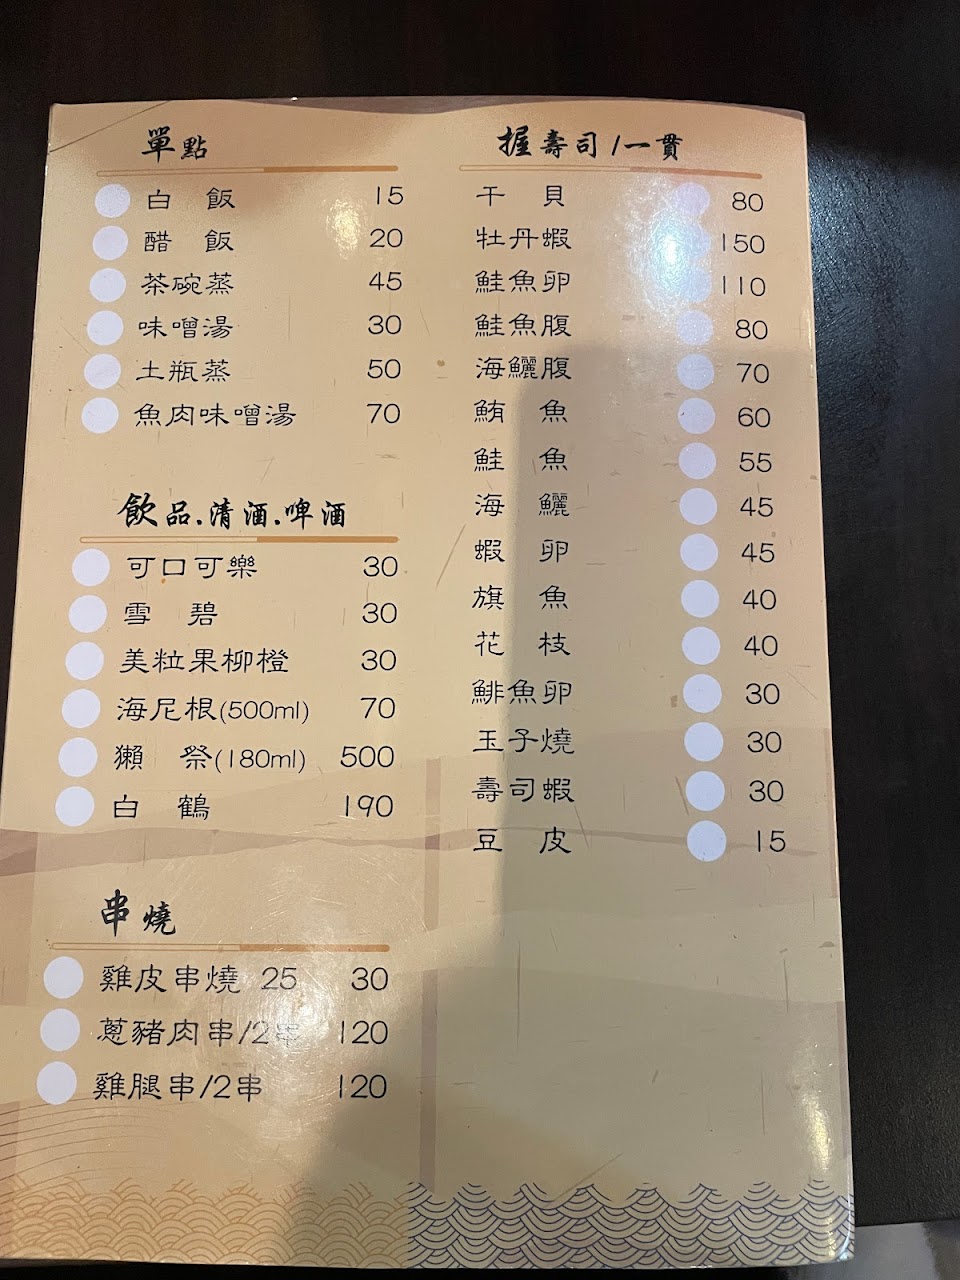 單點
白飯 15
醋飯 20
茶碗蒸 45
味噌湯 30
土瓶蒸 50
魚肉味噌湯 70
飲品.清酒.啤酒
可口可樂 30
雪碧 30
美粒果柳橙 30
海尼根(500ml) 70
獺祭(180ml) 500
白鶴 190
串燒
雞皮串燒 25 30
蔥豬肉串/2串 120
雞腿串/2串 120
握壽司/一貫
干貝 80
牡丹蝦 150
鮭魚卵 110
鮭魚腹 80
海鱺腹 70
鮪魚 60
鮭魚 55
海鱺 45
蝦卵 45
旗魚 40
花枝 40
鯡魚卵 30
玉子燒 30
壽司蝦 30
豆皮 15